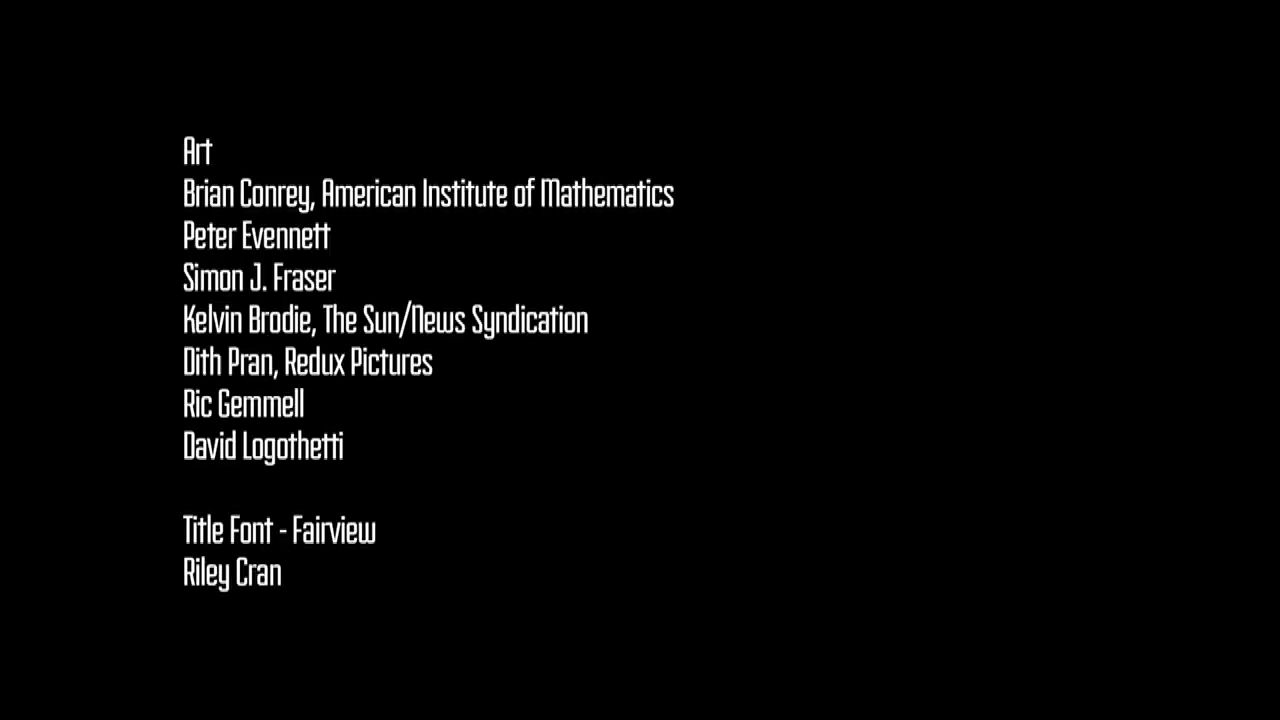 Art
Brian Conrey, American Institute of Mathematics
Peter Evennett
Simon J. Fraser
Kelvin Brodie, The Sun/News Syndication
Dith Pran, Redux Pictures
Ric Gemmell
David Logothetti
Title Font - Fairview
Riley Cran